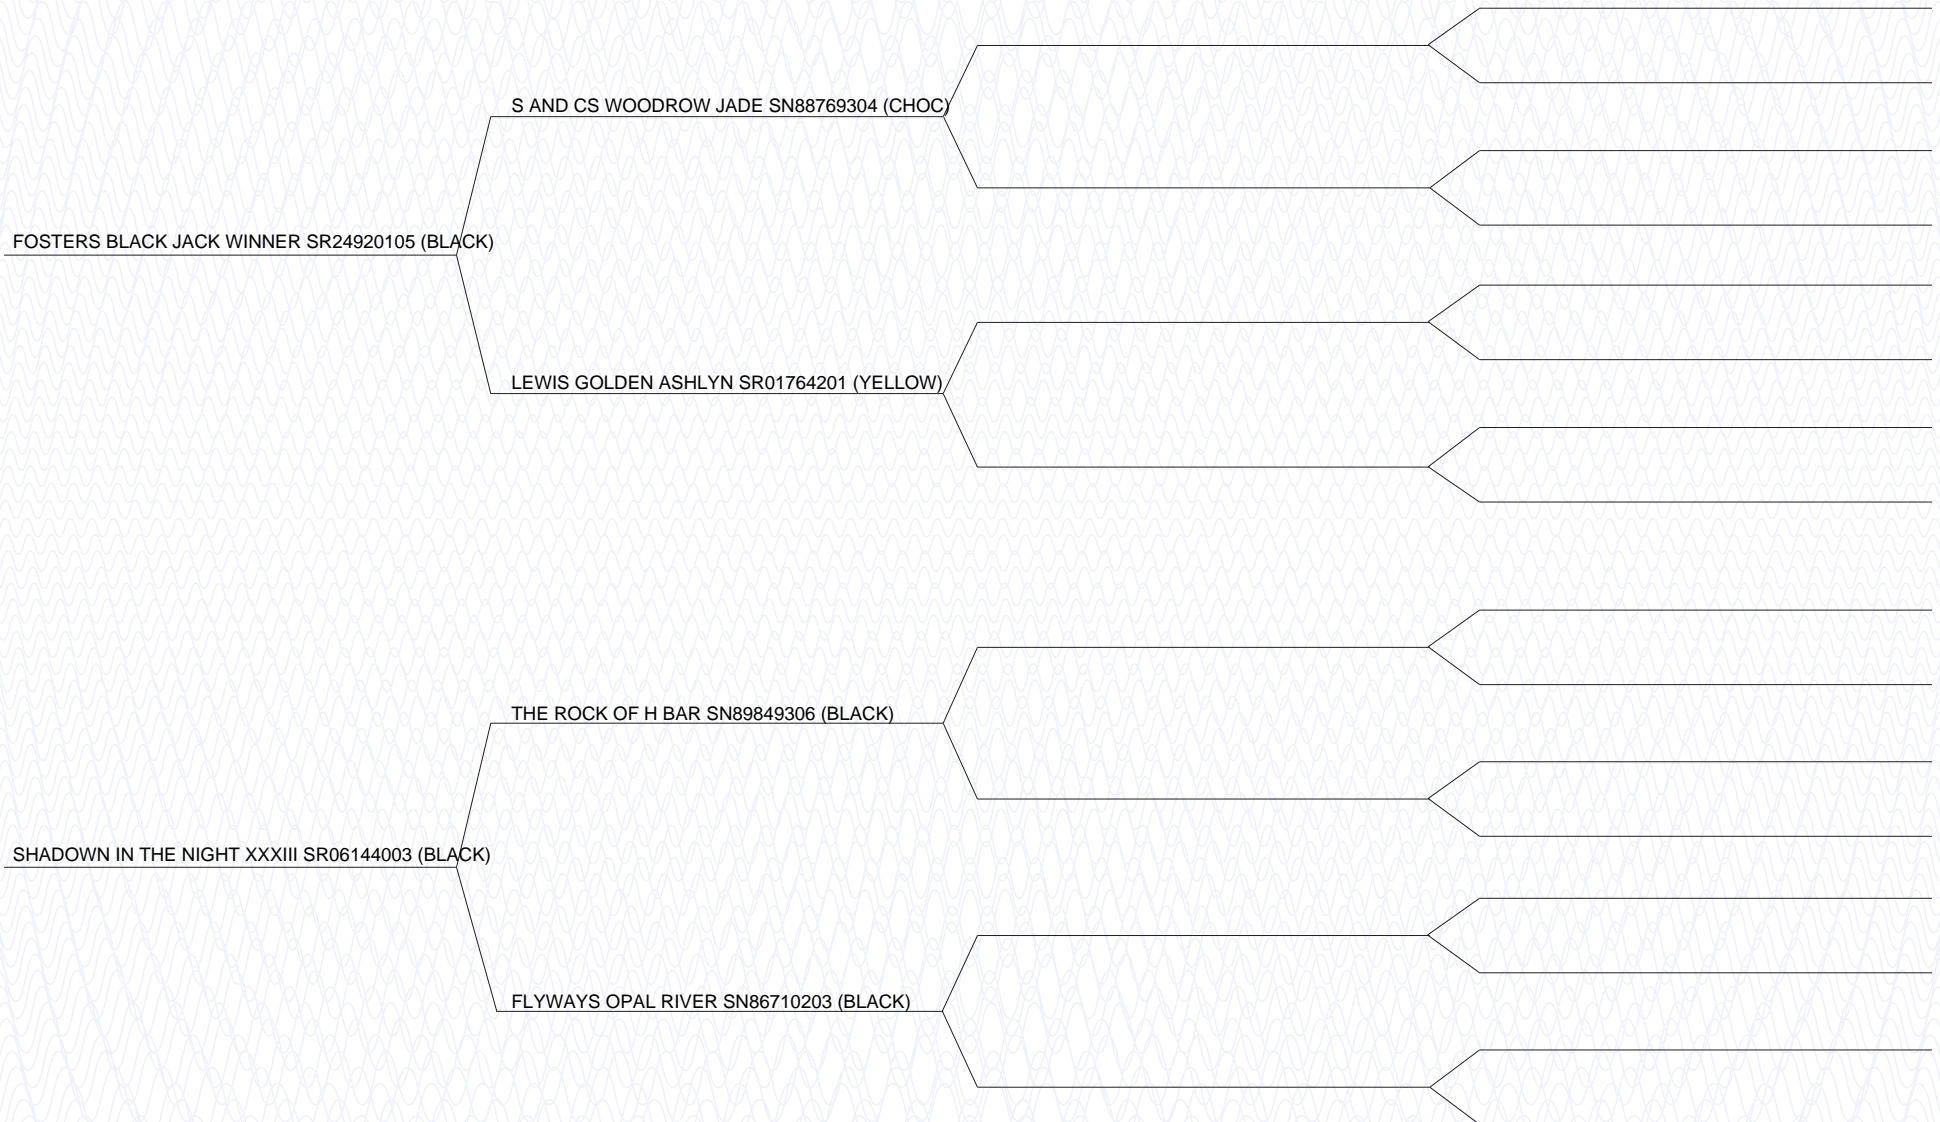 S AND CS WOODROW JADE SN88769304 (CHOC)
FOSTERS BLACK JACK WINNER SR24920105 (BLACK)
LEWIS GOLDEN ASHLYN SR01764201 (YELLOW)
THE ROCK OF H BAR SN89849306 (BLACK)
SHADOWN IN THE NIGHT XXXIII SR06144003 (BLACK)
FLYWAYS OPAL RIVER SN86710203 (BLACK)